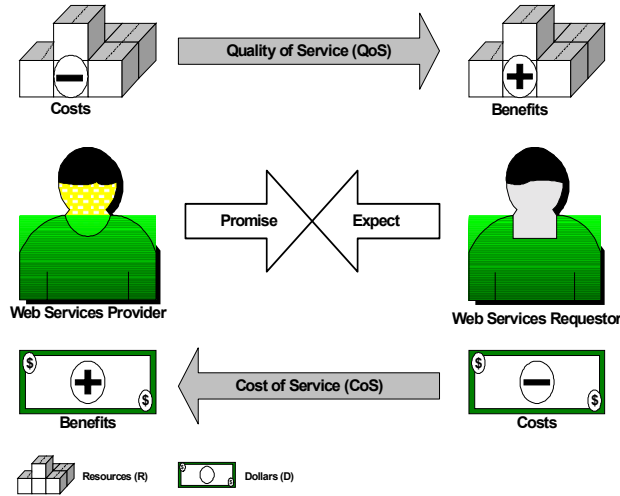 Quality of Service (QoS)
Costs
Benefits
Promise
Expect
Web Services Provider
Web Services Requestor
$
$
Cost of Service (CoS)
$
$
Benefits
Costs
Resources (R)
$
$
Dollars (D)